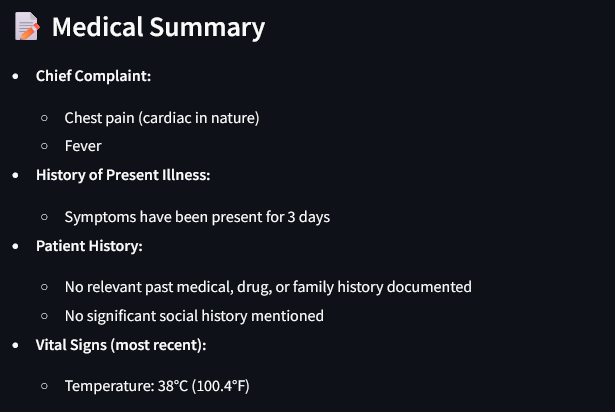 Medical Summary
Chief Complaint:
Chest pain (cardiac in nature)
Fever
History of Present Illness:
Symptoms have been present for 3 days
Patient History:
No relevant past medical, drug, or family history documented
No significant social history mentioned
Vital Signs (most recent):
Temperature: 38°C (100.4°F)